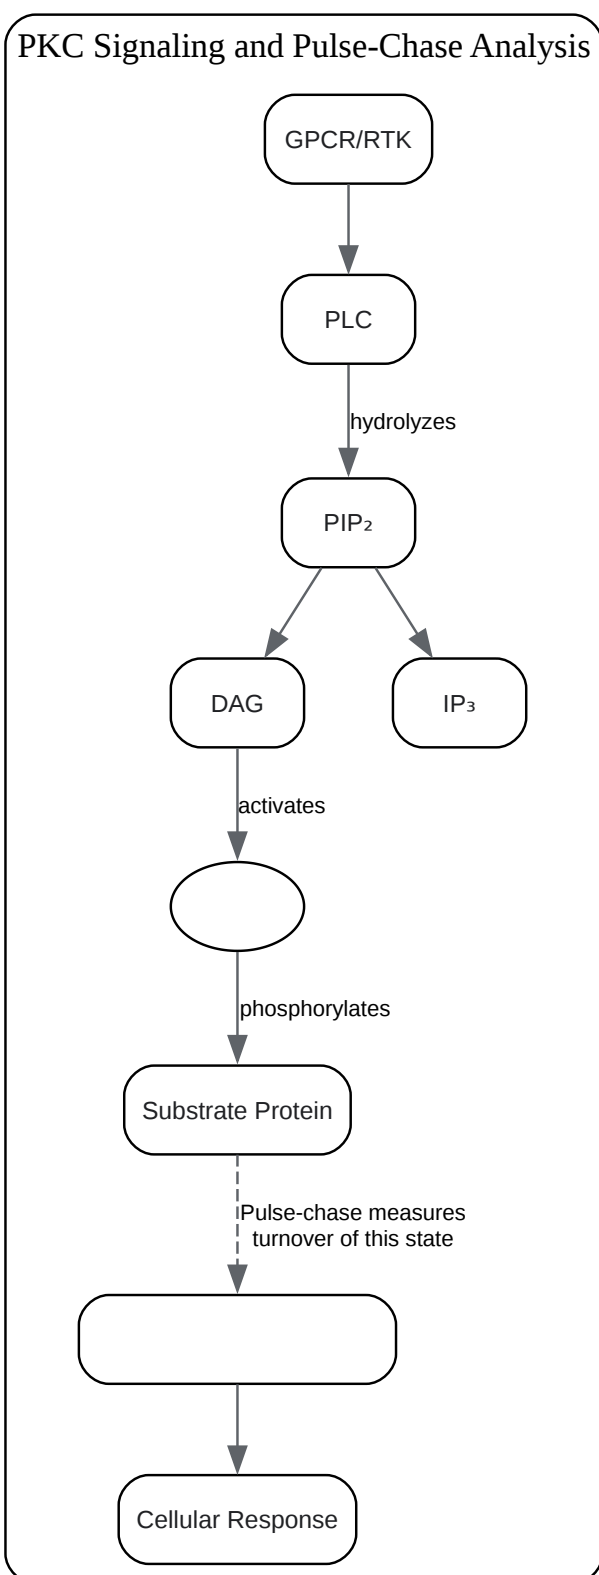 PKC Signaling and Pulse-Chase Analysis
GPCR/RTK
PLC
hydrolyzes
PIP₂
DAG
IP₃
activates
phosphorylates
Substrate Protein
Pulse-chase measures
turnover of this state
Cellular Response